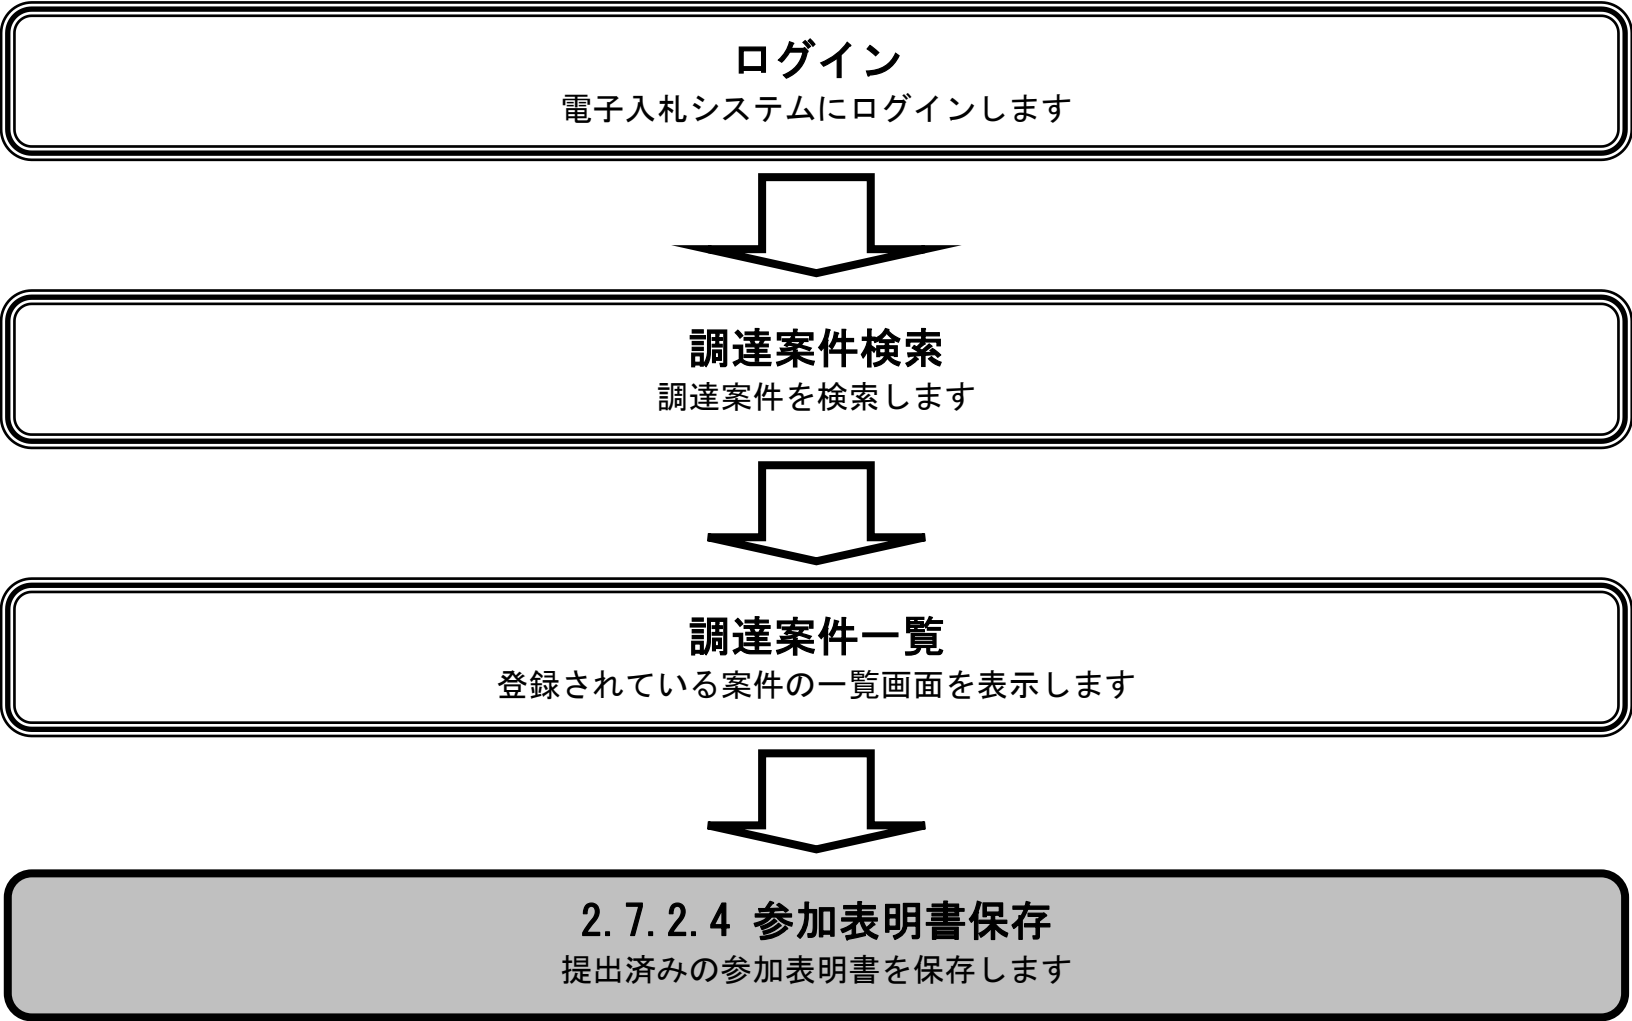 ログイン
電子入札システムにログインします
調達案件検索
調達案件を検索します
調達案件一覧
登録されている案件の一覧画面を表示します
2.7.2.4 参加表明書保存
提出済みの参加表明書を保存します